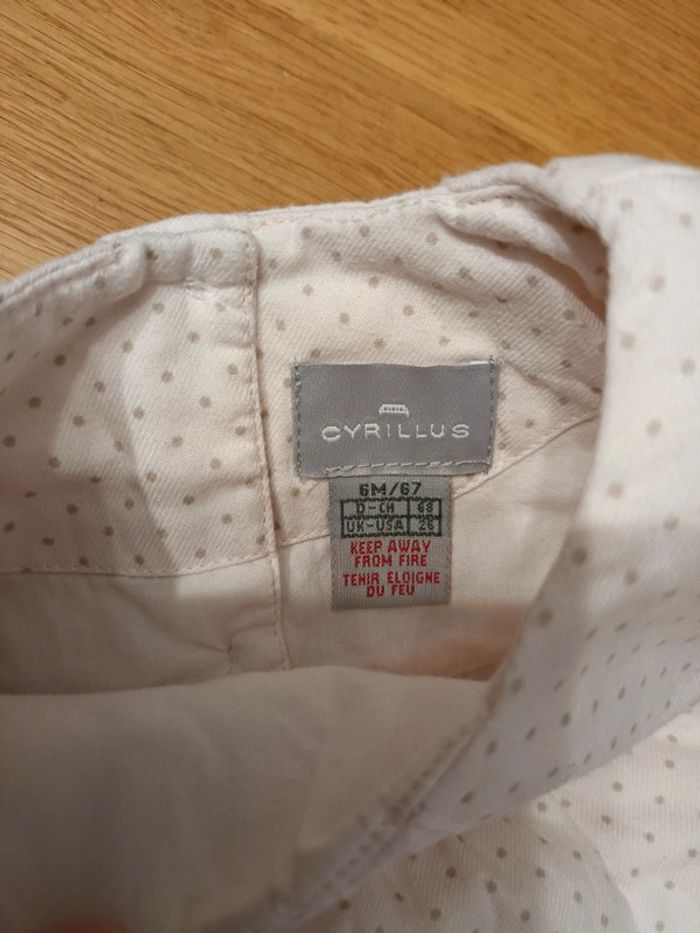 CYRILLUS
6M/67
D-CH 68
UK-USA 26
KEEP AWAY
FROM FIRE
TENIR ELOIGNE
DU FEU